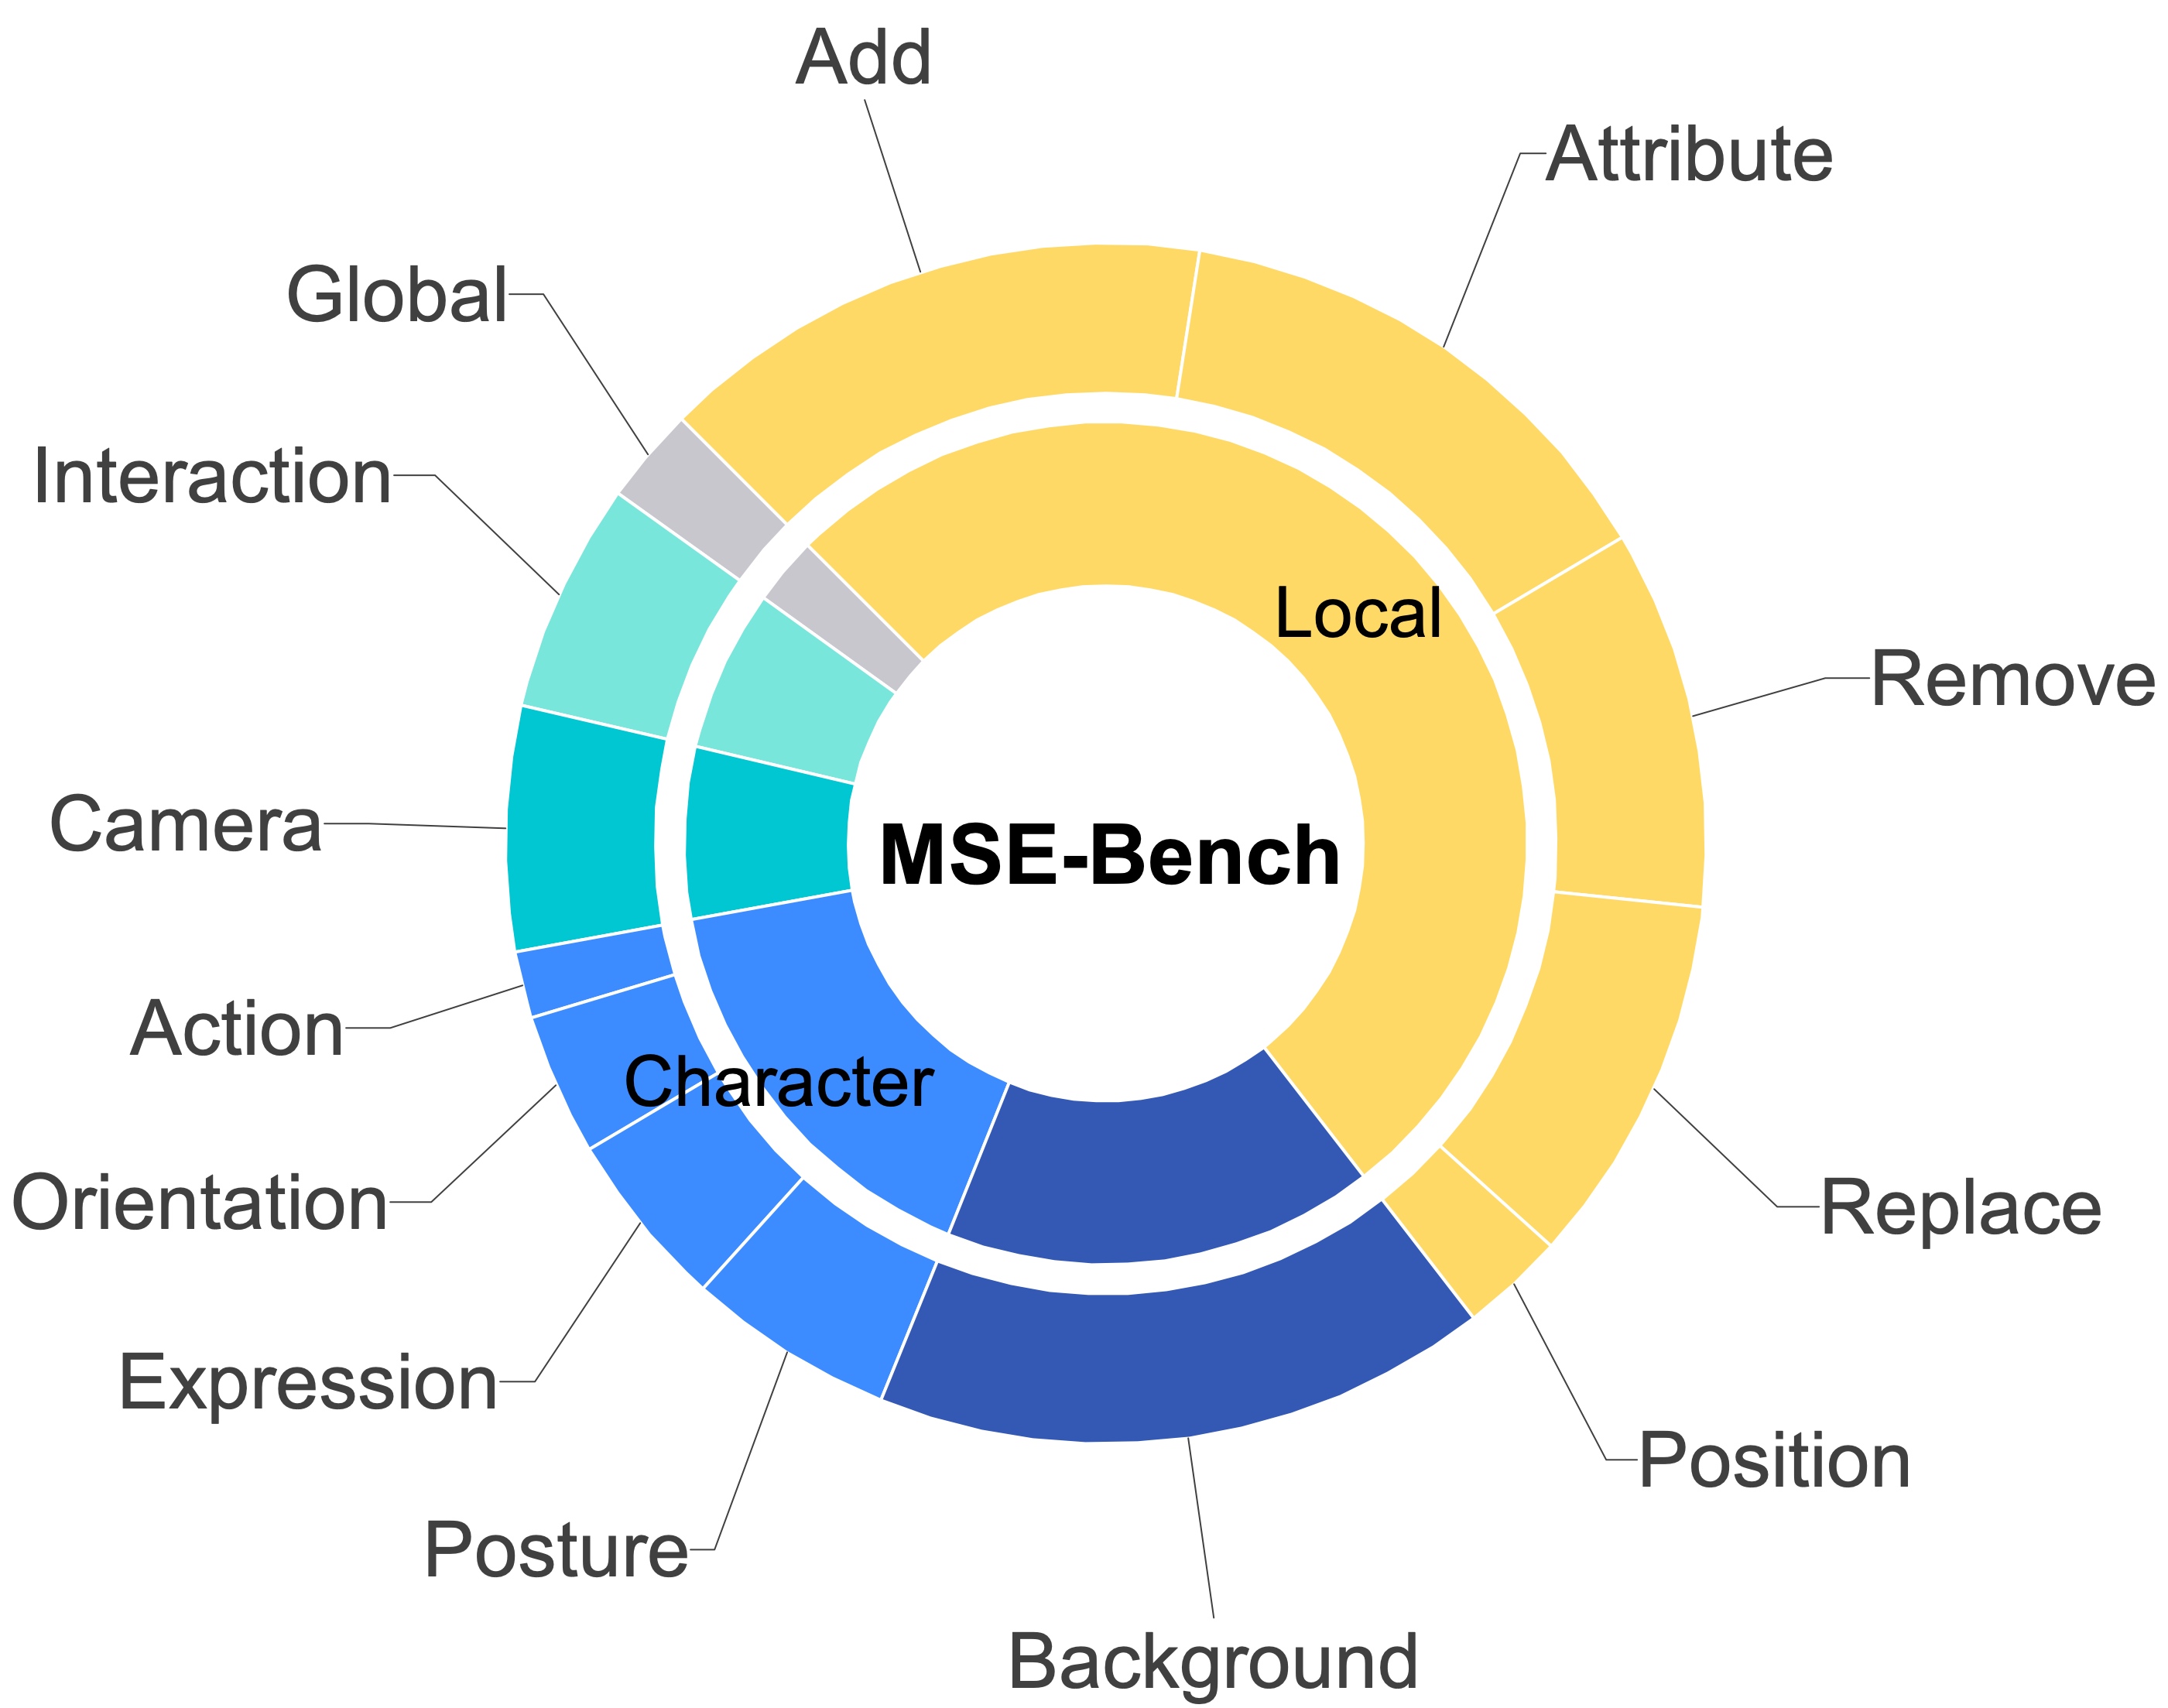 Add
Attribute
Global
Interaction
Local
Remove
Camera
MSE-Bench
Action
Character
Orientation
Replace
Expression
Position
Posture
Background